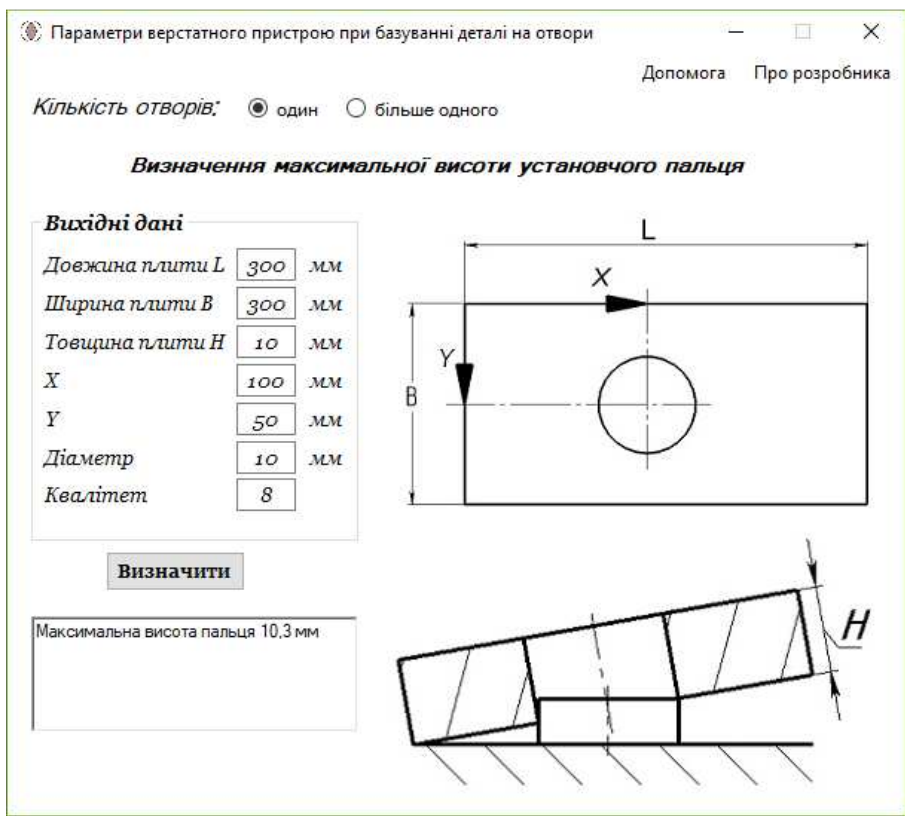 Параметри верстатного пристрою при базуванні деталі на отвори
Допомога Про розробника
Кількість отворів: один більше одного
Визначення максимальної висоти установчого пальця
Вихідні дані
Довжина плити L 300 мм
Ширина плити B 300 мм
Товщина плити H 10 мм
X 100 мм
Y 50 мм
Діаметр 10 мм
Квалітет 8
Визначити
Максимальна висота пальця 10,3 мм
L
X
Y
B
H